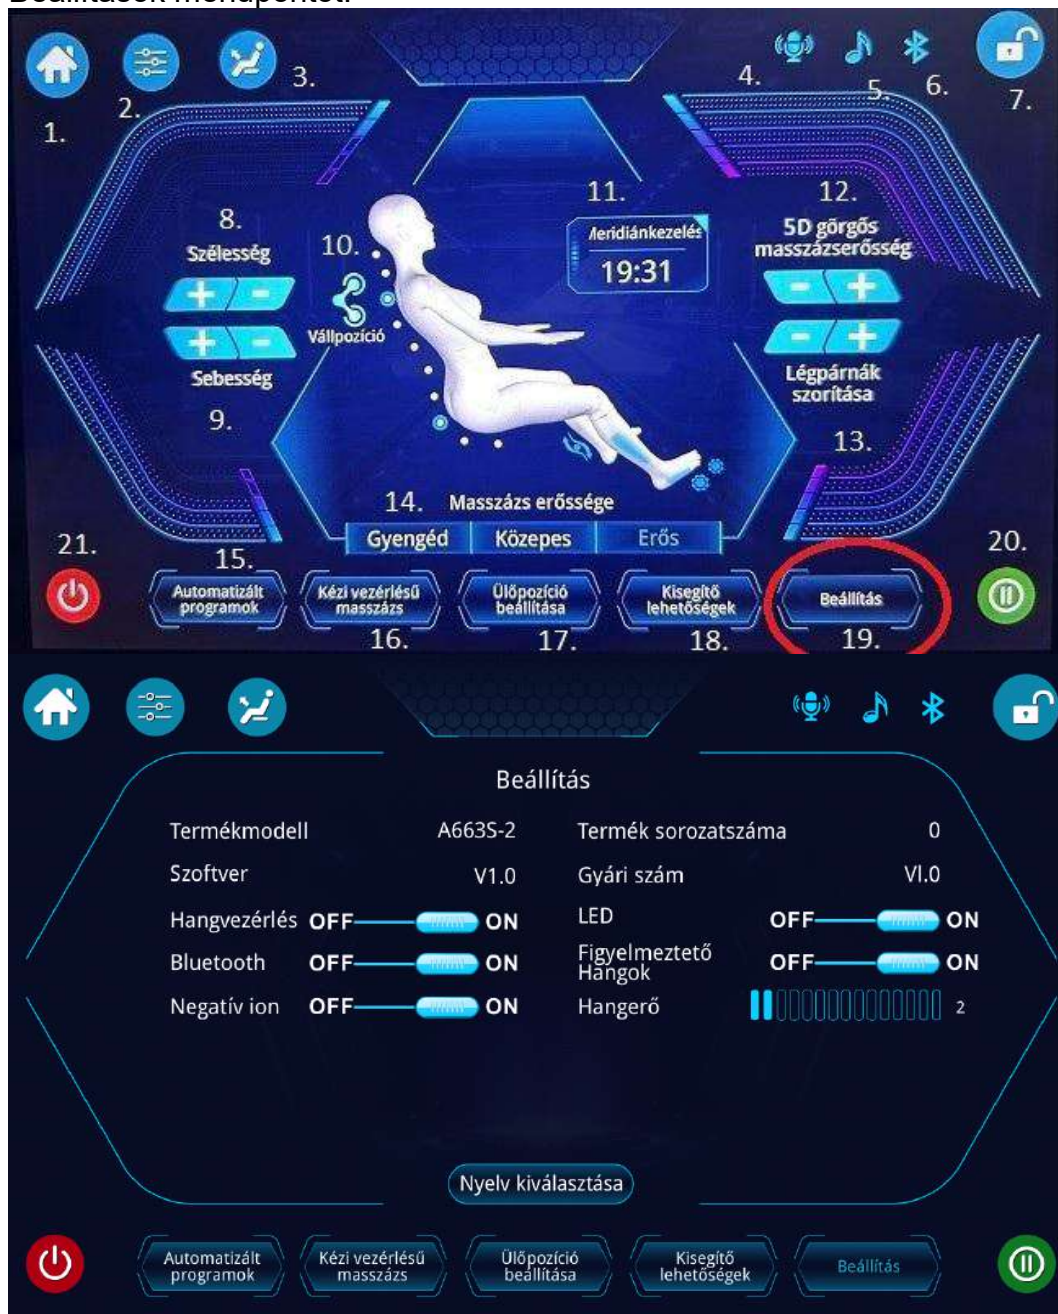 Beállítások menüpontot.
1.
2.
3.
4.
5.
6.
7.
8.
Szélesség
+ -
+ -
Sebesség
9.
10.
Vállpozíció
11.
Meridiánkezelés
19:31
12.
5D görgős
masszázserősség
- +
- +
Légpárnák
szorítása
13.
14. Masszázs erőssége
Gyengéd Közepes Erős
21.
15.
20.
Automatizált
programok
Kézi vezérlésű
masszázs
Ülőpozíció
beállítása
Kisegítő
lehetőségek
Beállítás
16.
17.
18.
19.
Beállítás
Termékmodell A663S-2
Termék sorozatszáma 0
Szoftver V1.0
Gyári szám Vl.0
Hangvezérlés OFF ON
LED OFF ON
Bluetooth OFF ON
Figyelmeztető
Hangok OFF ON
Negatív ion OFF ON
Hangerő 2
Nyelv kiválasztása
Automatizált
programok
Kézi vezérlésű
masszázs
Ülőpozíció
beállítása
Kisegítő
lehetőségek
Beállítás